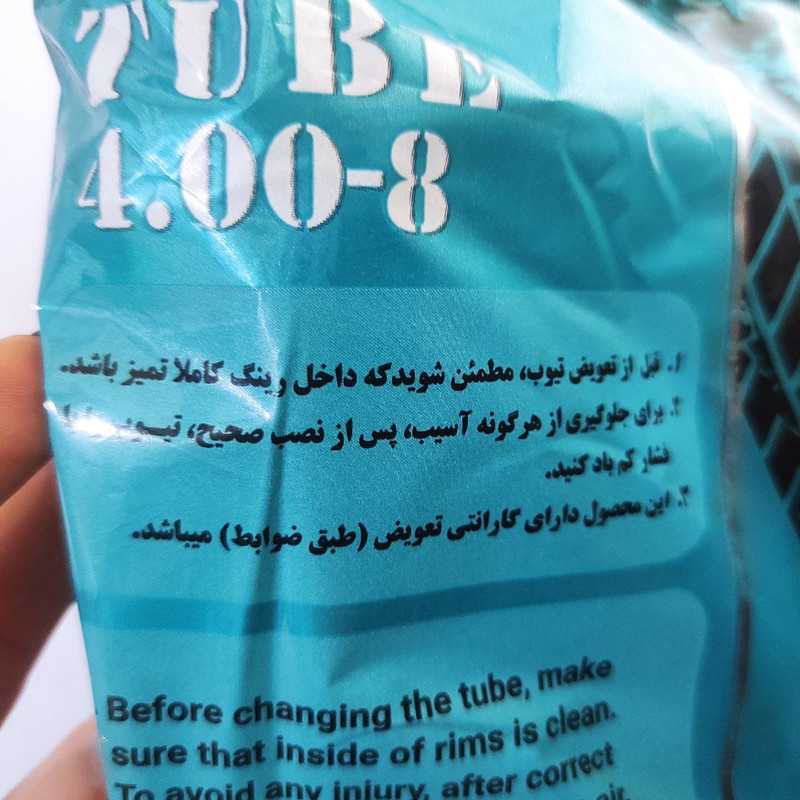 TUBE
4.00-8
۱. قبل از تعویض تیوب، مطمئن شویدکه داخل رینگ کاملا تمیز باشد.
۲. برای جلوگیری از هرگونه آسیب، پس از نصب صحیح،
فشار کم باد کنید.
۳. این محصول دارای گارانتی تعویض (طبق ضوابط) میباشد.
Before changing the tube, make
sure that inside of rims is clean.
To avoid any injury, after correct
air.